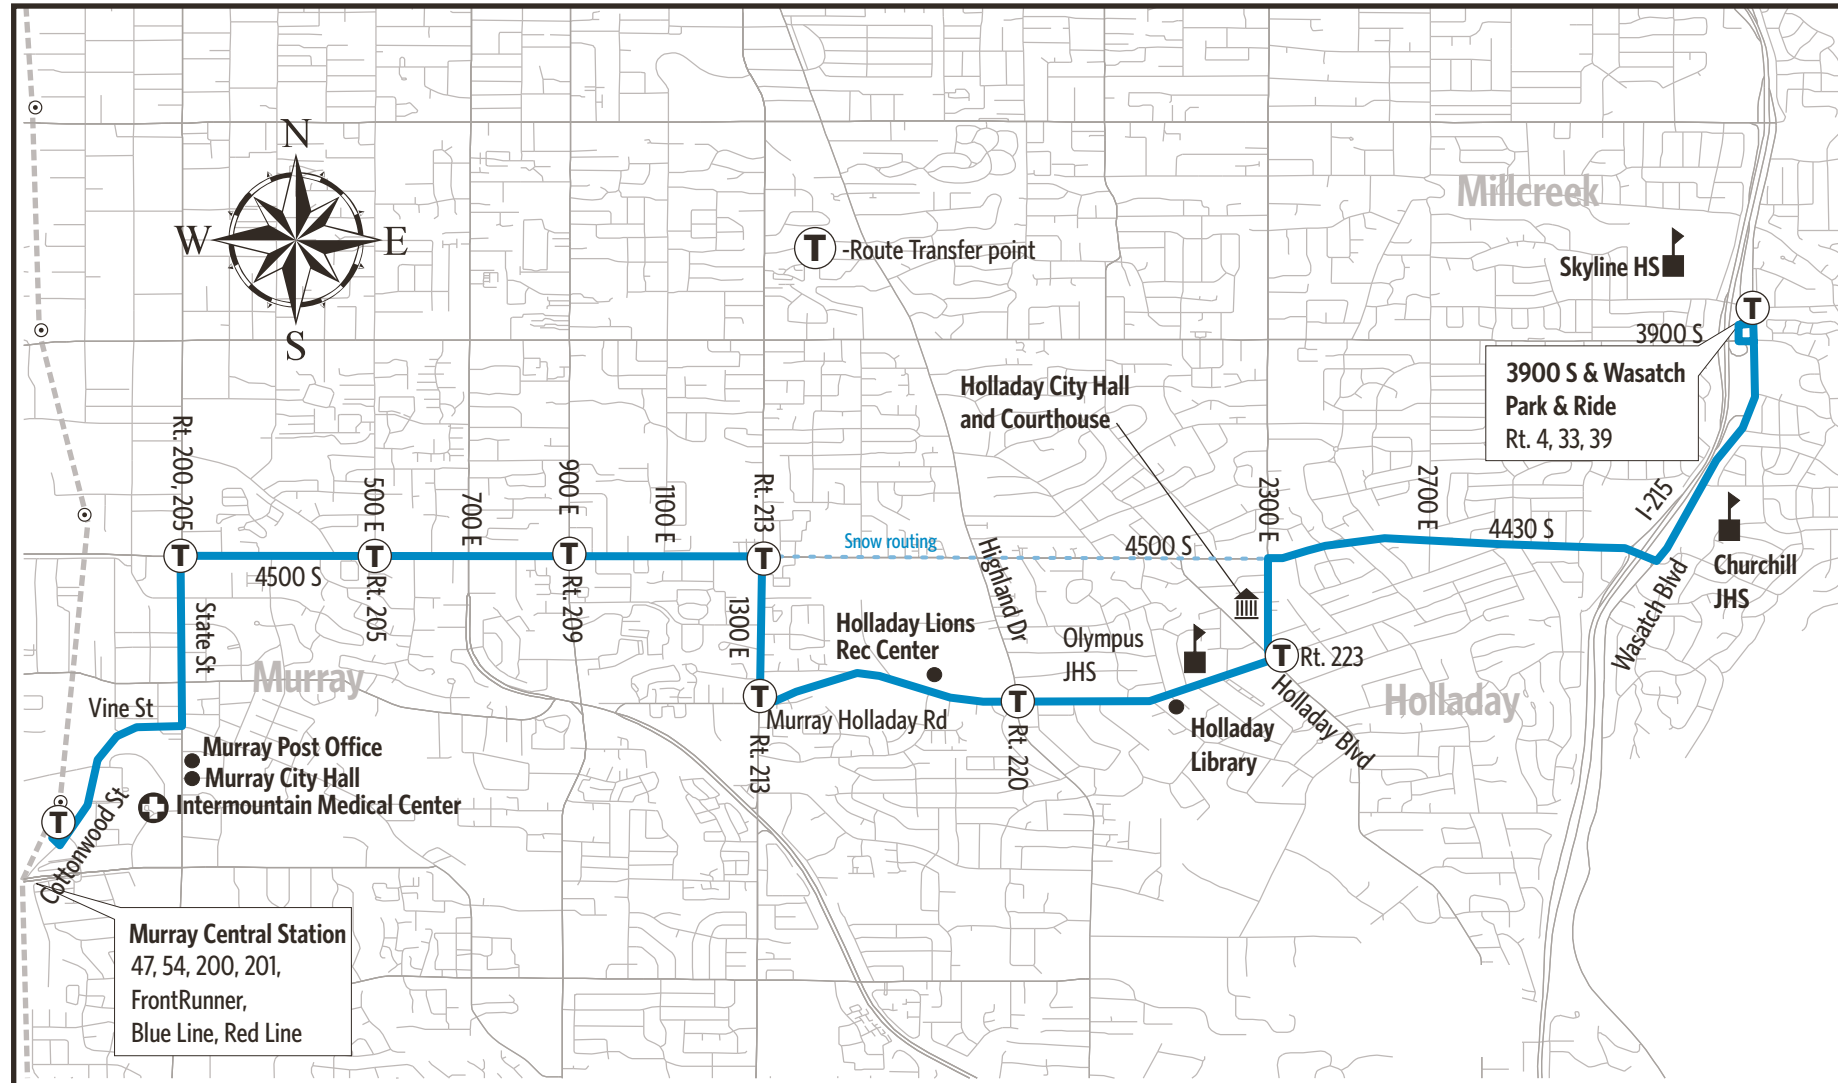 N
W
E
S
T
-Route Transfer point
Millcreek
Skyline HS
T
3900 S
3900 S & Wasatch
Park & Ride
Rt. 4, 33, 39
Holladay City Hall
and Courthouse
Rt. 200, 205
500 E
700 E
900 E
1100 E
Rt. 213
2300 E
2700 E
I-215
T
T
T
T
4500 S
Snow routing
4500 S
4430 S
Churchill
JHS
State St
Rt. 205
Rt. 209
1300 E
Highland Dr
Wasatch Blvd
Holladay Lions
Rec Center
Olympus
JHS
T
Rt. 223
Murray
Holladay
Vine St
T
Murray Holladay Rd
T
Holladay Blvd
Holladay
Library
Rt. 213
Rt. 220
Murray Post Office
Murray City Hall
Intermountain Medical Center
T
Cottonwood St
Murray Central Station
47, 54, 200, 201,
FrontRunner,
Blue Line, Red Line